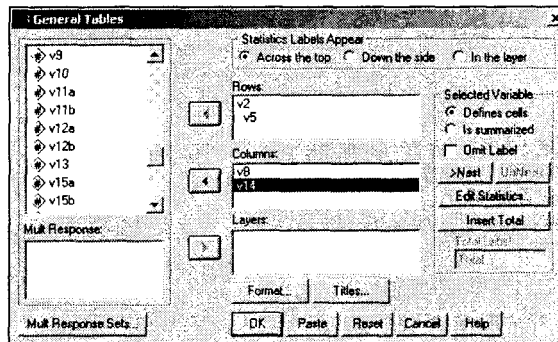 General Tables
v9
v10
v11a
v11b
v12a
v12b
v13
v15a
v15b
Mult Response:
Mult Response Sets...
Statistics Labels Appear
Across the top Down the side In the layer
Rows:
v2
v5
Columns:
v8
v14
Layers:
Format... Titles...
OK Paste Reset Cancel Help
Selected Variable:
Defines cells
Is summarized
Omit Label
>Nest UnNest
Edit Statistics...
Insert Total
Total Label:
Total